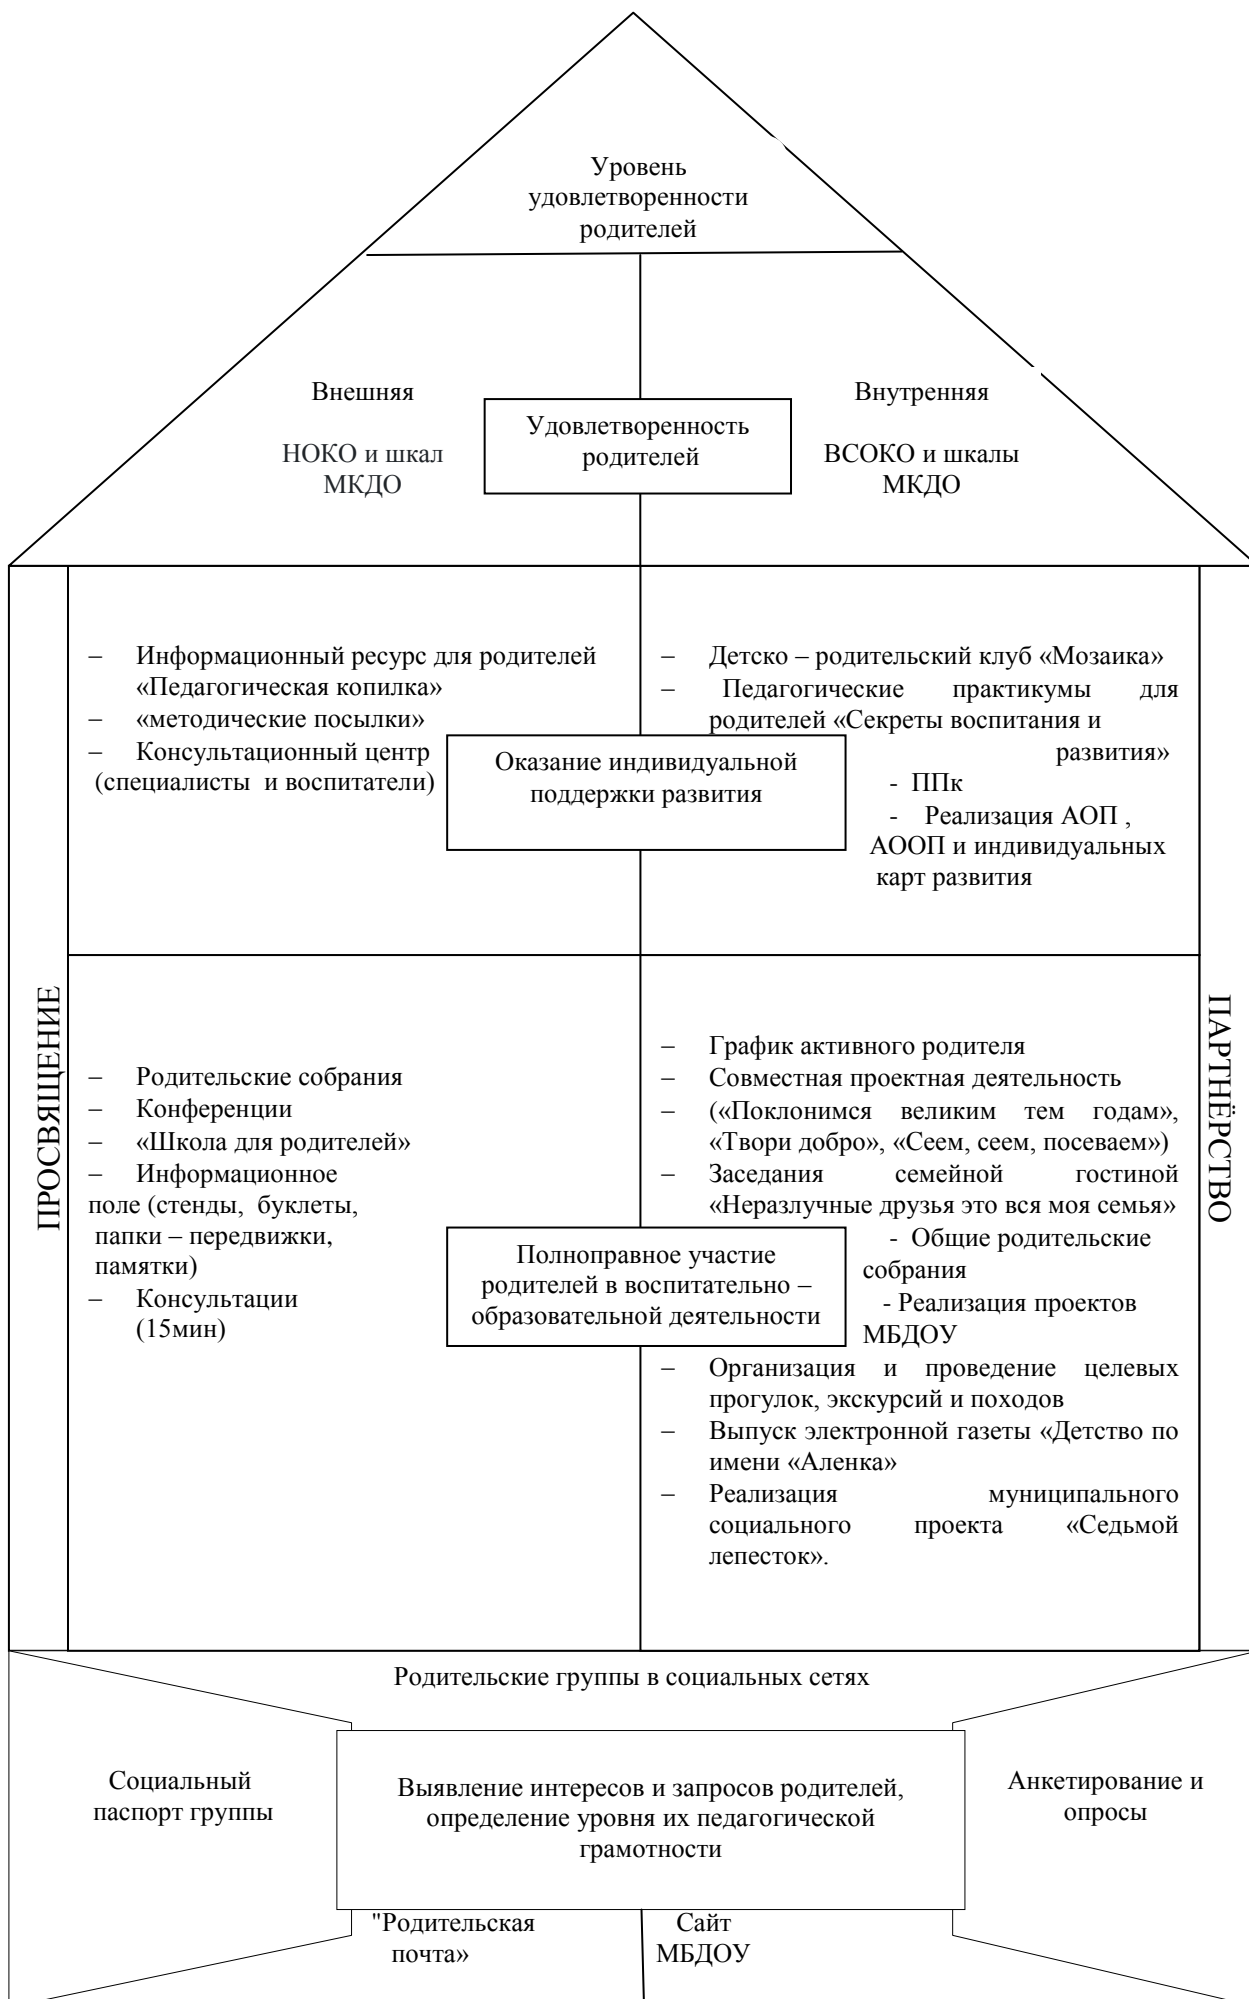 Уровень
удовлетворенности
родителей
Внешняя
НОКО и шкал
МКДО
Удовлетворенность
родителей
Внутренняя
ВСОКО и шкалы
МКДО
ПРОСВЯЩЕНИЕ
– Информационный ресурс для родителей
«Педагогическая копилка»
– «методические посылки»
– Консультационный центр
(специалисты и воспитатели)
Оказание индивидуальной
поддержки развития
– Детско – родительский клуб «Мозаика»
– Педагогические практикумы для
родителей «Секреты воспитания и
развития»
- ППк
- Реализация АОП ,
АООП и индивидуальных
карт развития
– Родительские собрания
– Конференции
– «Школа для родителей»
– Информационное
поле (стенды, буклеты,
папки – передвижки,
памятки)
– Консультации
(15мин)
Полноправное участие
родителей в воспитательно –
образовательной деятельности
– График активного родителя
– Совместная проектная деятельность
– («Поклонимся великим тем годам»,
«Твори добро», «Сеем, сеем, посеваем»)
– Заседания семейной гостиной
«Неразлучные друзья это вся моя семья»
- Общие родительские
собрания
- Реализация проектов
МБДОУ
– Организация и проведение целевых
прогулок, экскурсий и походов
– Выпуск электронной газеты «Детство по
имени «Аленка»
– Реализация муниципального
социального проекта «Седьмой
лепесток».
ПАРТНЁРСТВО
Родительские группы в социальных сетях
Социальный
паспорт группы
Выявление интересов и запросов родителей,
определение уровня их педагогической
грамотности
Анкетирование и
опросы
"Родительская
почта»
Сайт
МБДОУ